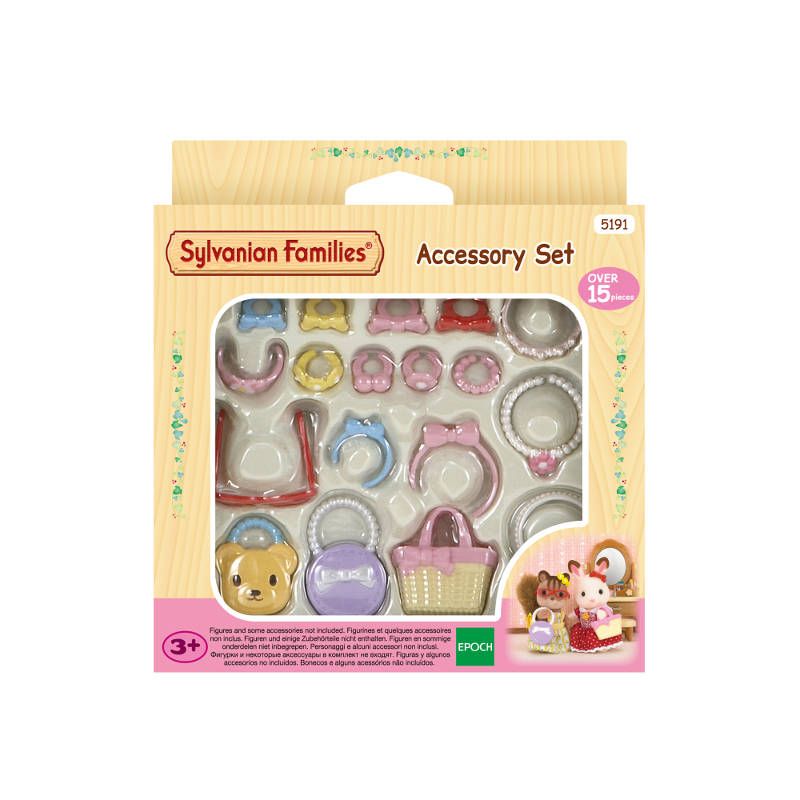 5191
Sylvanian Families®
Accessory Set
OVER
15 pieces
3+
Figures and some accessories not included. Figurines et quelques accessoires
non inclus. Figuren und einige Zubehörteile nicht enthalten. Figuren en sommige
onderdelen niet inbegrepen. Personaggi e alcuni accessori non inclusi.
Фигурки и некоторые аксессуары в комплект не входят. Figuras y algunos
accesorios no incluidos. Bonecos e alguns acessórios não incluídos.
EPOCH